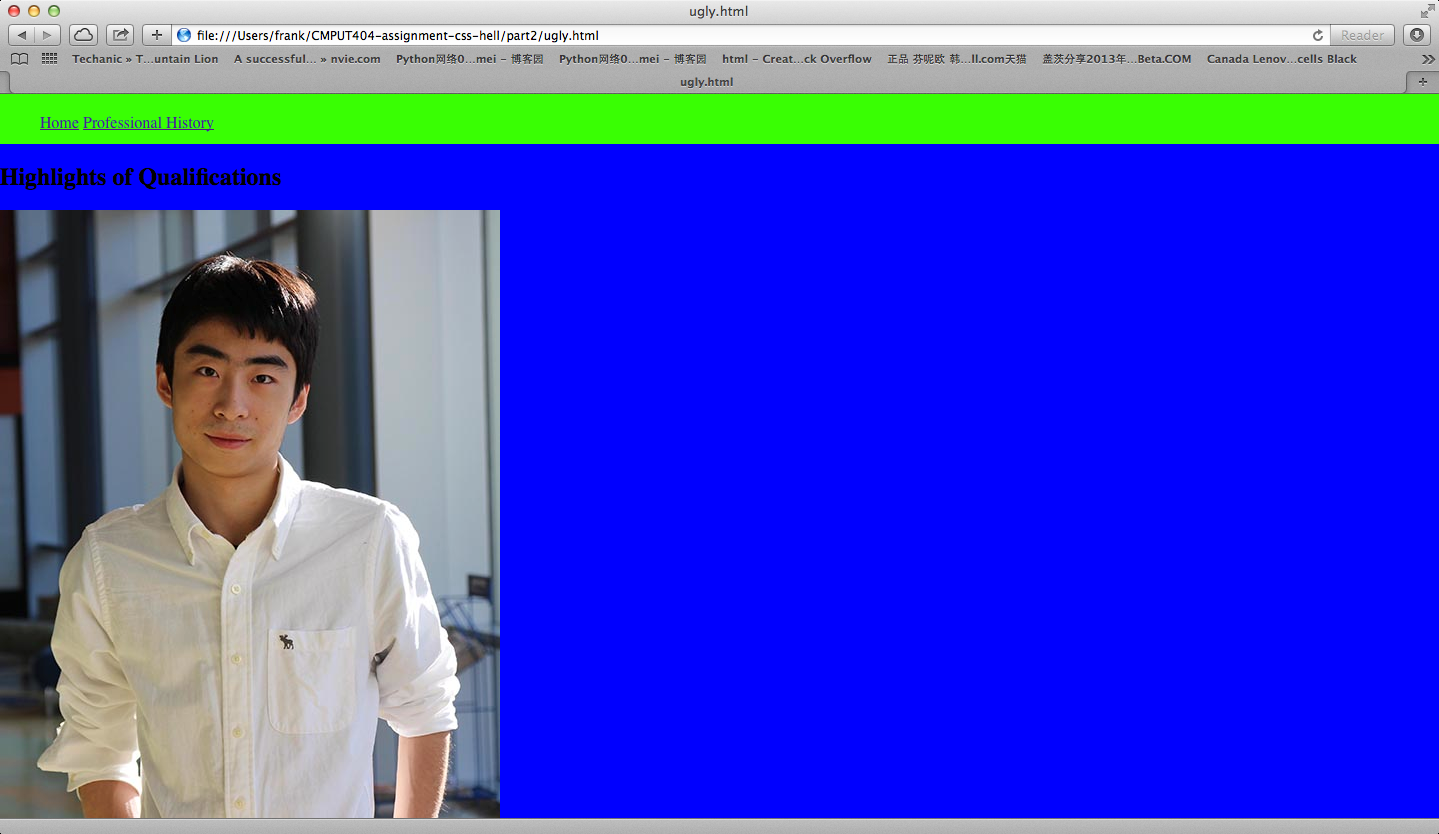 ugly.html
file:///Users/frank/CMPUT404-assignment-css-hell/part2/ugly.html Reader
Techanic » T...untain Lion A successful... » nvie.com Python网络0...mei - 博客园 Python网络0...mei - 博客园 html - Creat...ck Overflow 正品 芬昵欧 韩...ll.com天猫 盖茨分享2013年...Beta.COM Canada Lenov...cells Black
ugly.html
Home Professional History
Highlights of Qualifications